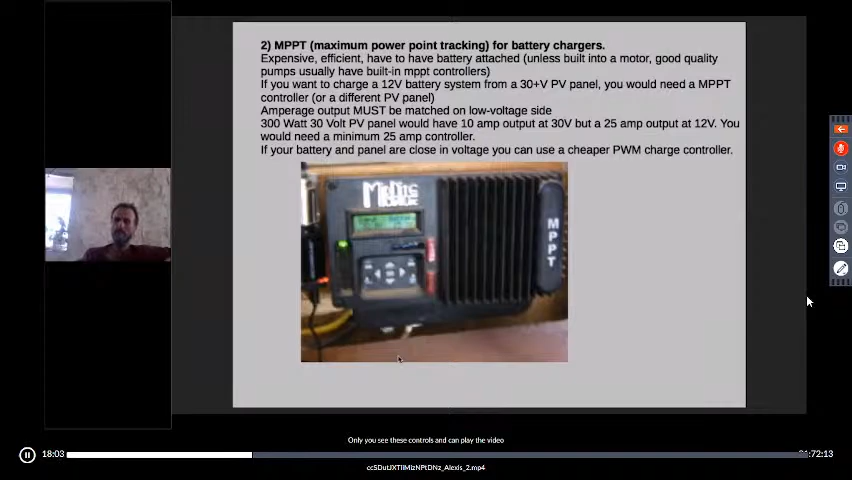 2) MPPT (maximum power point tracking) for battery chargers.
Expensive, efficient, have to have battery attached (unless built into a motor, good quality
pumps usually have built-in mppt controllers)
If you want to charge a 12V battery system from a 30+V PV panel, you would need a MPPT
controller (or a different PV panel)
Amperage output MUST be matched on low-voltage side
300 Watt 30 Volt PV panel would have 10 amp output at 30V but a 25 amp output at 12V. You
would need a minimum 25 amp controller.
If your battery and panel are close in voltage you can use a cheaper PWM charge controller.
MPPT
Only you see these controls and can play the video
18:03
72:13